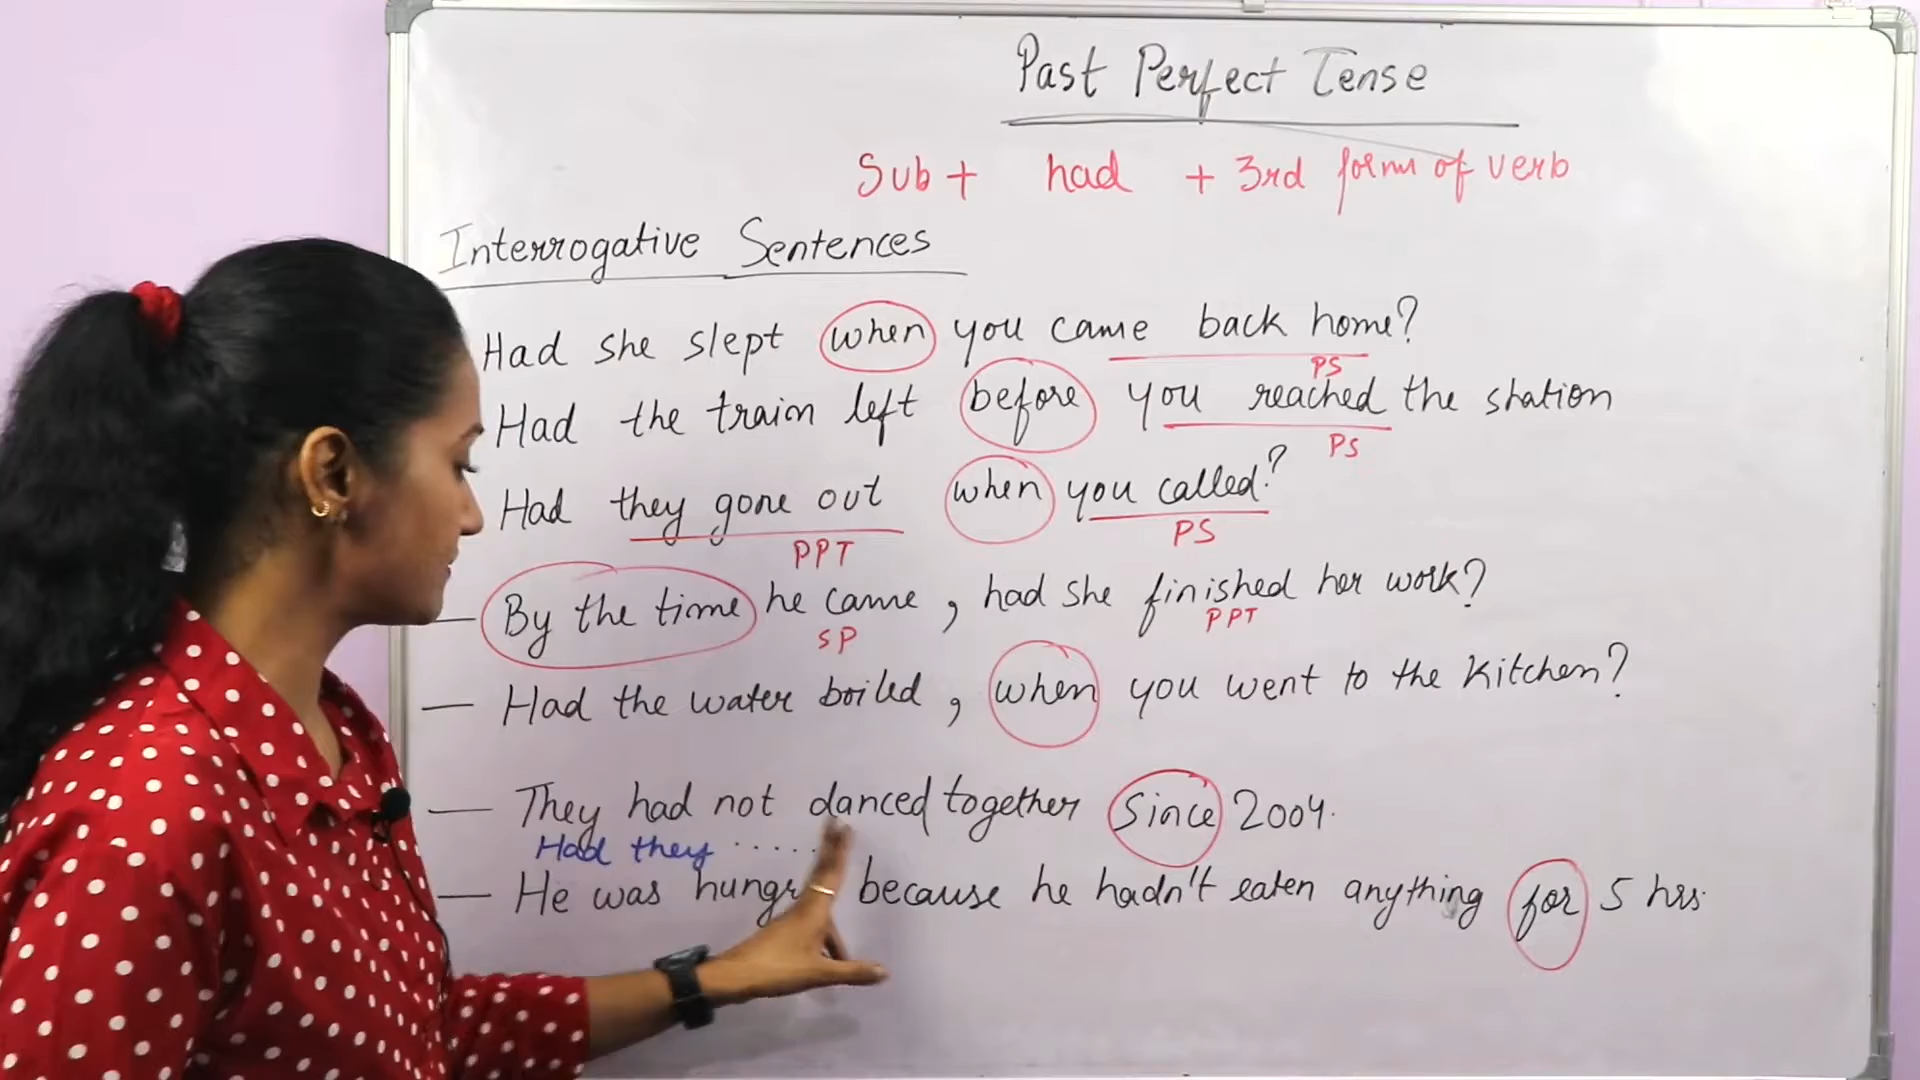 Past Perfect Tense
Sub + had + 3rd forms of verb
Interrogative Sentences
Had she slept when you came back home?
PS
Had the train left before you reached the station
PS
Had they gone out when you called?
PPT PS
— By the time he came, had she finished her work?
SP PPT
— Had the water boiled, when you went to the kitchen?
— They had not danced together since 2004.
Had they ......
— He was hungry because he hadn't eaten anything for 5 hrs.